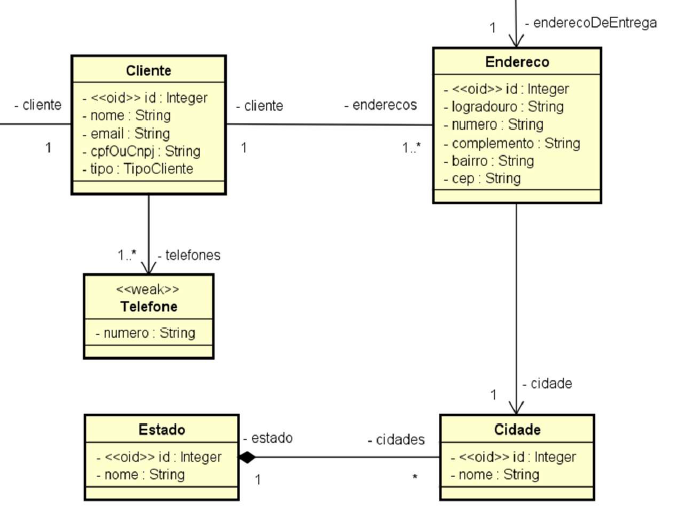 1
- enderecoDeEntrega
Cliente
- <<oid>> id : Integer
- nome : String
- email : String
- cpfOuCnpj : String
- tipo : TipoCliente
- cliente
1
- cliente
1
- enderecos
1..*
Endereco
- <<oid>> id : Integer
- logradouro : String
- numero : String
- complemento : String
- bairro : String
- cep : String
1..*
- telefones
<<weak>>
Telefone
- numero : String
1
- cidade
Estado
- <<oid>> id : Integer
- nome : String
- estado
1
- cidades
*
Cidade
- <<oid>> id : Integer
- nome : String